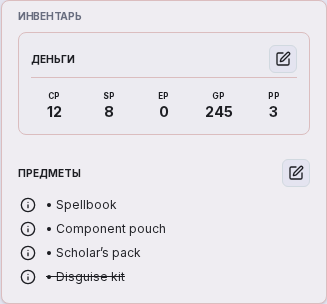 ИНВЕНТАРЬ
ДЕНЬГИ
CP SP EP GP PP
12 8 0 245 3
ПРЕДМЕТЫ
• Spellbook
• Component pouch
• Scholar’s pack
• Disguise kit